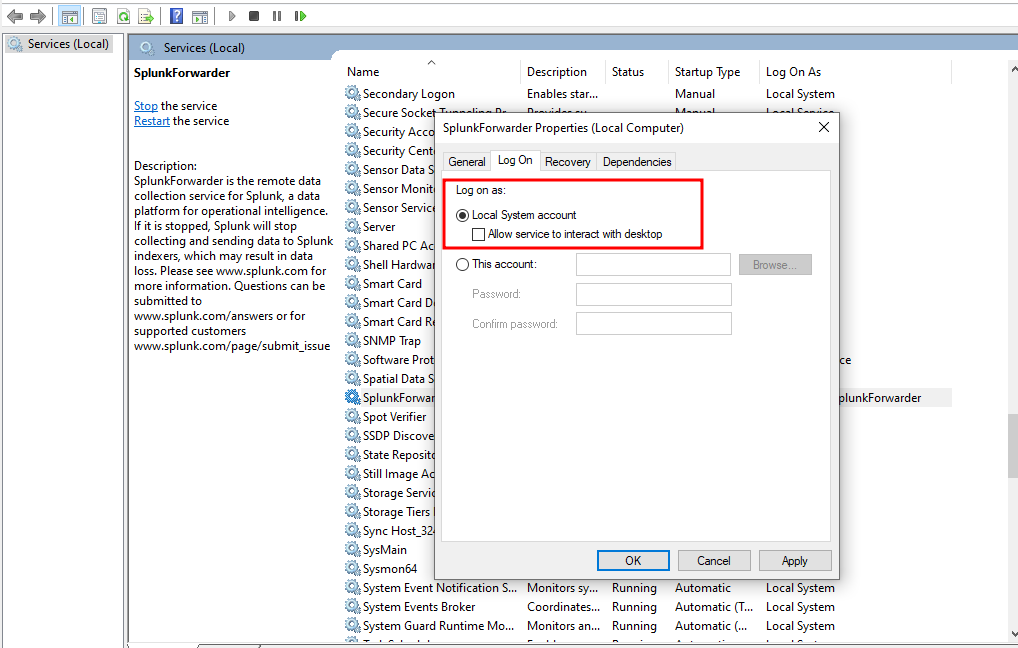 Services (Local)
Services (Local)
SplunkForwarder
Stop the service
Restart the service
Description:
SplunkForwarder is the remote data
collection service for Splunk, a data
platform for operational intelligence.
If it is stopped, Splunk will stop
collecting and sending data to Splunk
indexers, which may result in data
loss. Please see www.splunk.com for
more information. Questions can be
submitted to
www.splunk.com/answers or for
supported customers
www.splunk.com/page/submit_issue
Name Description Status Startup Type Log On As
Secondary Logon Enables star... Manual Local System
Secure Socket Tunneling Pr... Provides su... Manual Local Service
Security Acco
Security Cent
Sensor Data S
Sensor Monito
Sensor Service
Server
Shared PC Ac
Shell Hardwar
Smart Card
Smart Card De
Smart Card Re
SNMP Trap
Software Prot
Spatial Data S
SplunkForwar
plunkForwarder
Spot Verifier
SSDP Discove
State Reposito
Still Image Ac
Storage Servic
Storage Tiers
Sync Host_324
SysMain
Sysmon64
System Event Notification S... Monitors sy... Running Automatic Local System
System Events Broker Coordinates... Running Automatic (T... Local System
System Guard Runtime Mo... Monitors an... Running Automatic (... Local System
SplunkForwarder Properties (Local Computer)
General Log On Recovery Dependencies
Log on as:
Local System account
Allow service to interact with desktop
This account: Browse...
Password:
Confirm password:
OK Cancel Apply